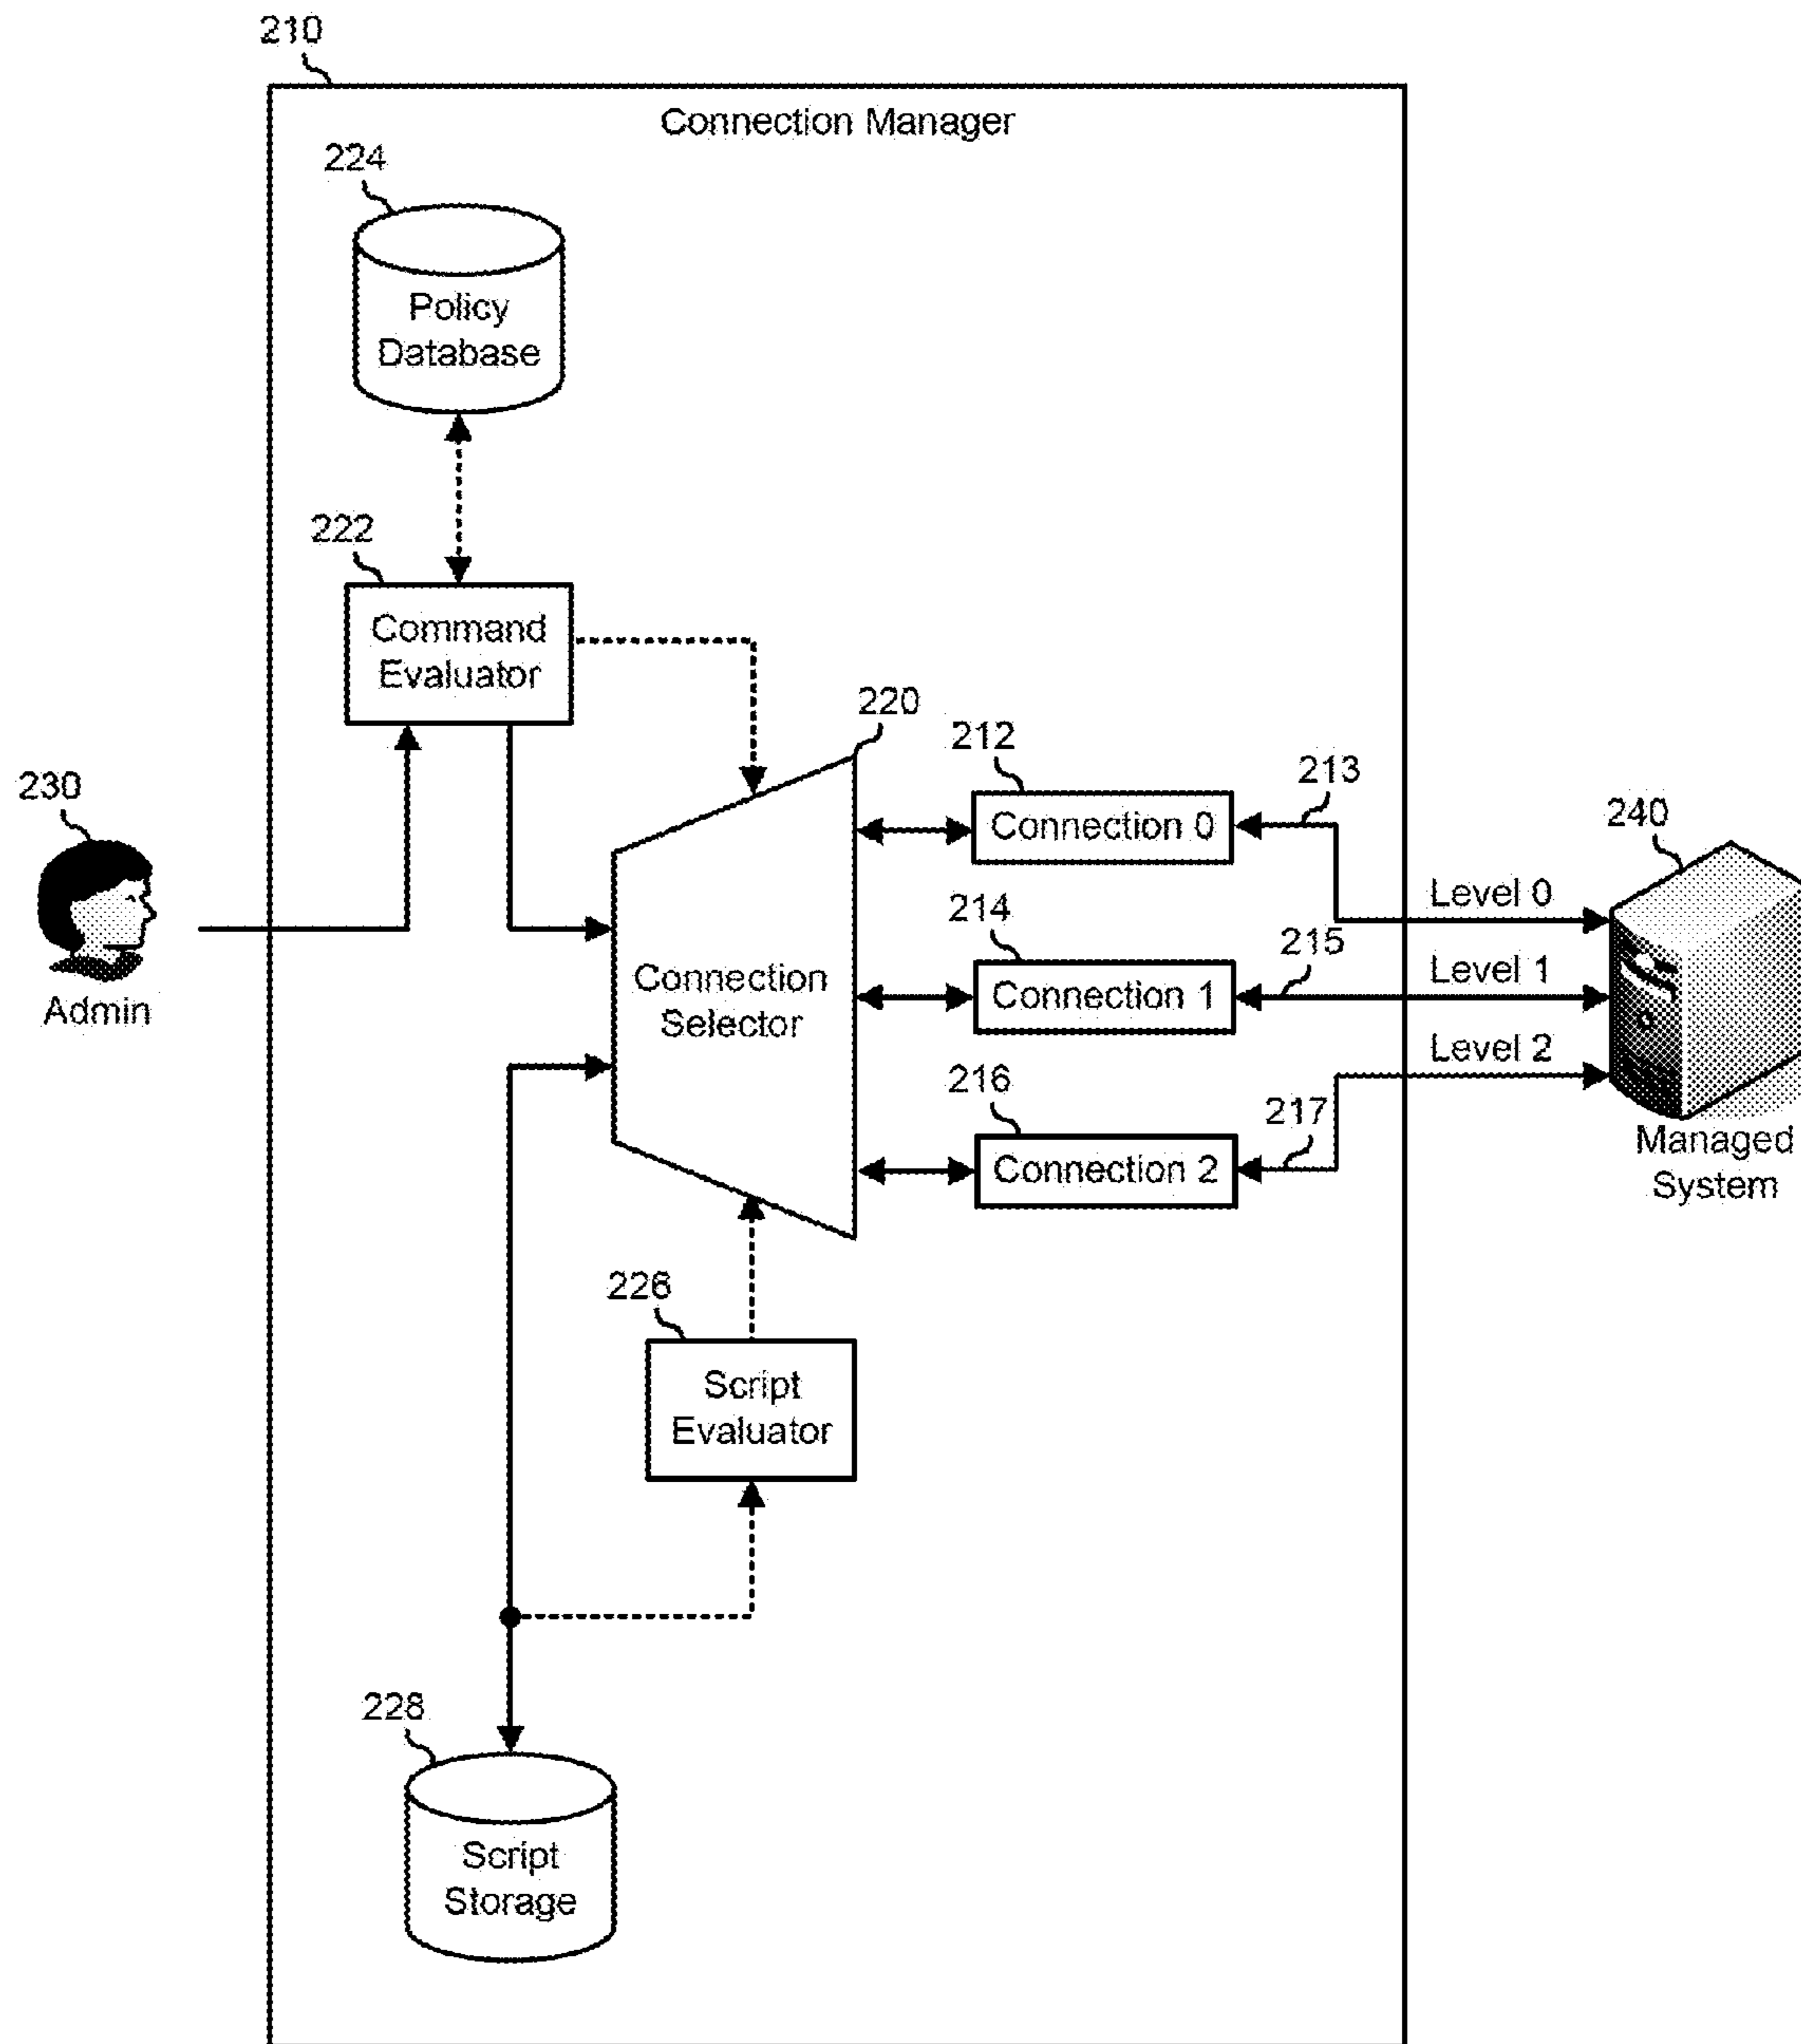 210
Connection Manager
224
Policy
Database
222
Command
Evaluator
220
212
213
230
240
Connection 0
Level 0
214
215
Connection
Selector
Connection 1
Level 1
Admin
Level 2
216
217
Connection 2
Managed
System
226
Script
Evaluator
228
Script
Storage